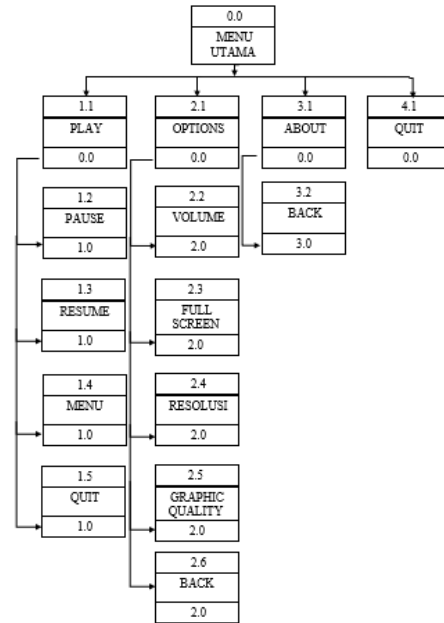 0.0
MENU
UTAMA
1.1
PLAY
0.0
2.1
OPTIONS
0.0
3.1
ABOUT
0.0
4.1
QUIT
0.0
1.2
PAUSE
1.0
2.2
VOLUME
2.0
3.2
BACK
3.0
1.3
RESUME
1.0
2.3
FULL
SCREEN
2.0
1.4
MENU
1.0
2.4
RESOLUSI
2.0
1.5
QUIT
1.0
2.5
GRAPHIC
QUALITY
2.0
2.6
BACK
2.0